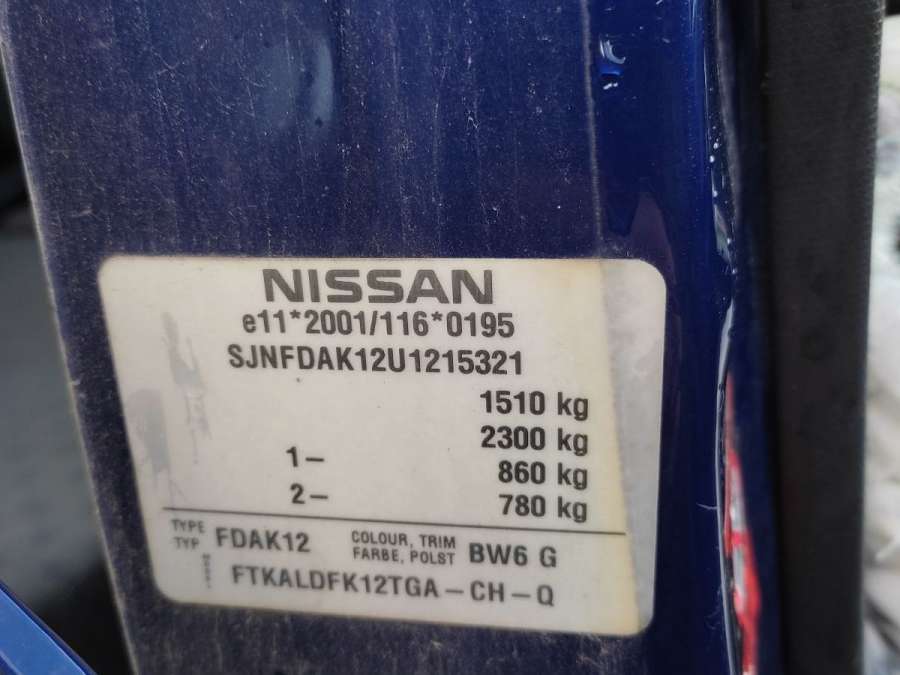 NISSAN
e11*2001/116*0195
SJNFDAK12U1215321
1510 kg
2300 kg
1– 860 kg
2– 780 kg
TYPE
TYP FDAK12 COLOUR, TRIM
FARBE, POLST BW6 G
FTKALDFK12TGA–CH–Q